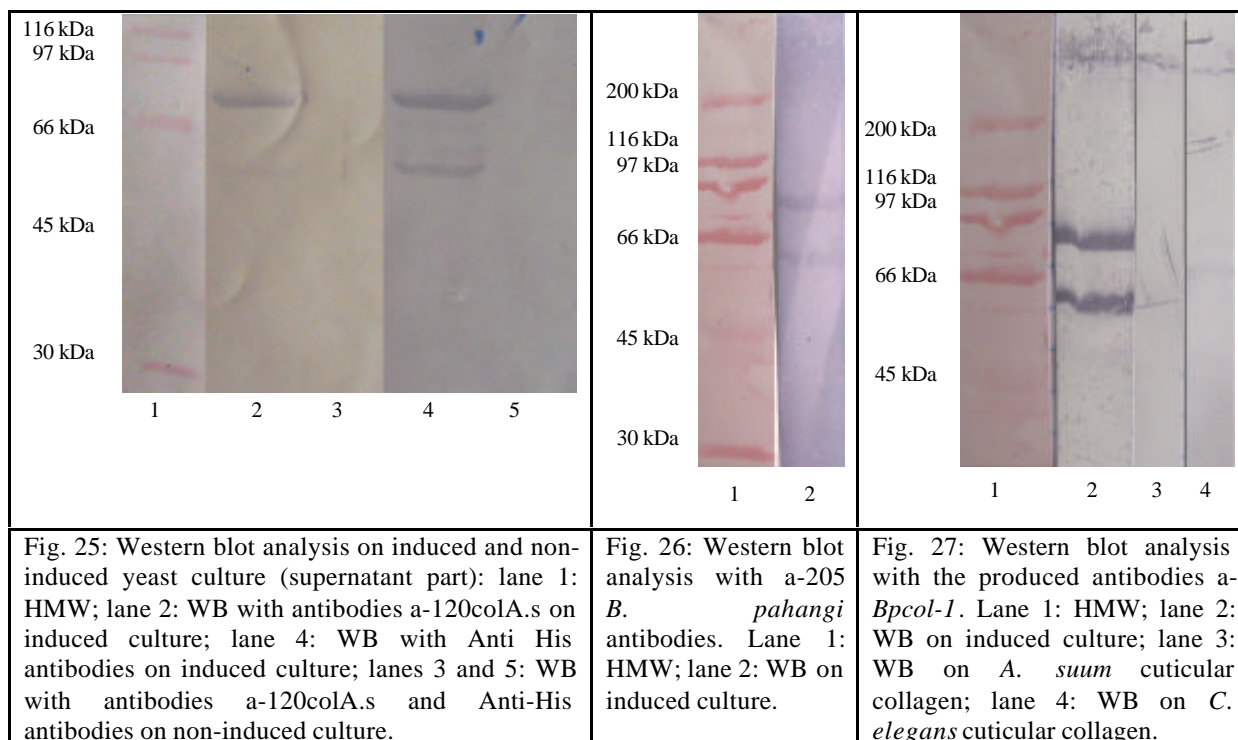 116 kDa
97 kDa
66 kDa
45 kDa
30 kDa
1 2 3 4 5
200 kDa
116 kDa
97 kDa
66 kDa
45 kDa
30 kDa
1 2
200 kDa
116 kDa
97 kDa
66 kDa
45 kDa
1 2 3 4
Fig. 25: Western blot analysis on induced and non-
induced yeast culture (supernatant part): lane 1:
HMW; lane 2: WB with antibodies a-120colA.s on
induced culture; lane 4: WB with Anti His
antibodies on induced culture; lanes 3 and 5: WB
with antibodies a-120colA.s and Anti-His
antibodies on non-induced culture.
Fig. 26: Western blot
analysis with a-205
B. pahangi
antibodies. Lane 1:
HMW; lane 2: WB on
induced culture.
Fig. 27: Western blot analysis
with the produced antibodies a-
Bpcol-1. Lane 1: HMW; lane 2:
WB on induced culture; lane 3:
WB on A. suum cuticular
collagen; lane 4: WB on C.
elegans cuticular collagen.